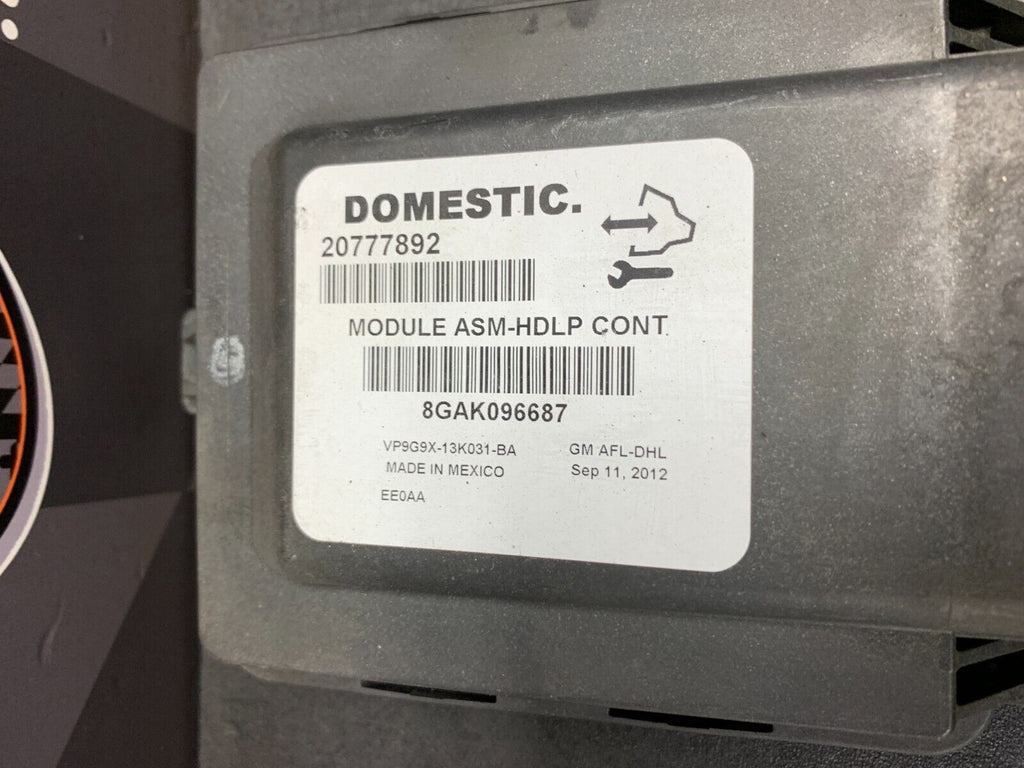 DOMESTIC.
20777892
MODULE ASM-HDLP CONT.
8GAK096687
VP9G9X-13K031-BA GM AFL-DHL
MADE IN MEXICO Sep 11, 2012
EE0AA